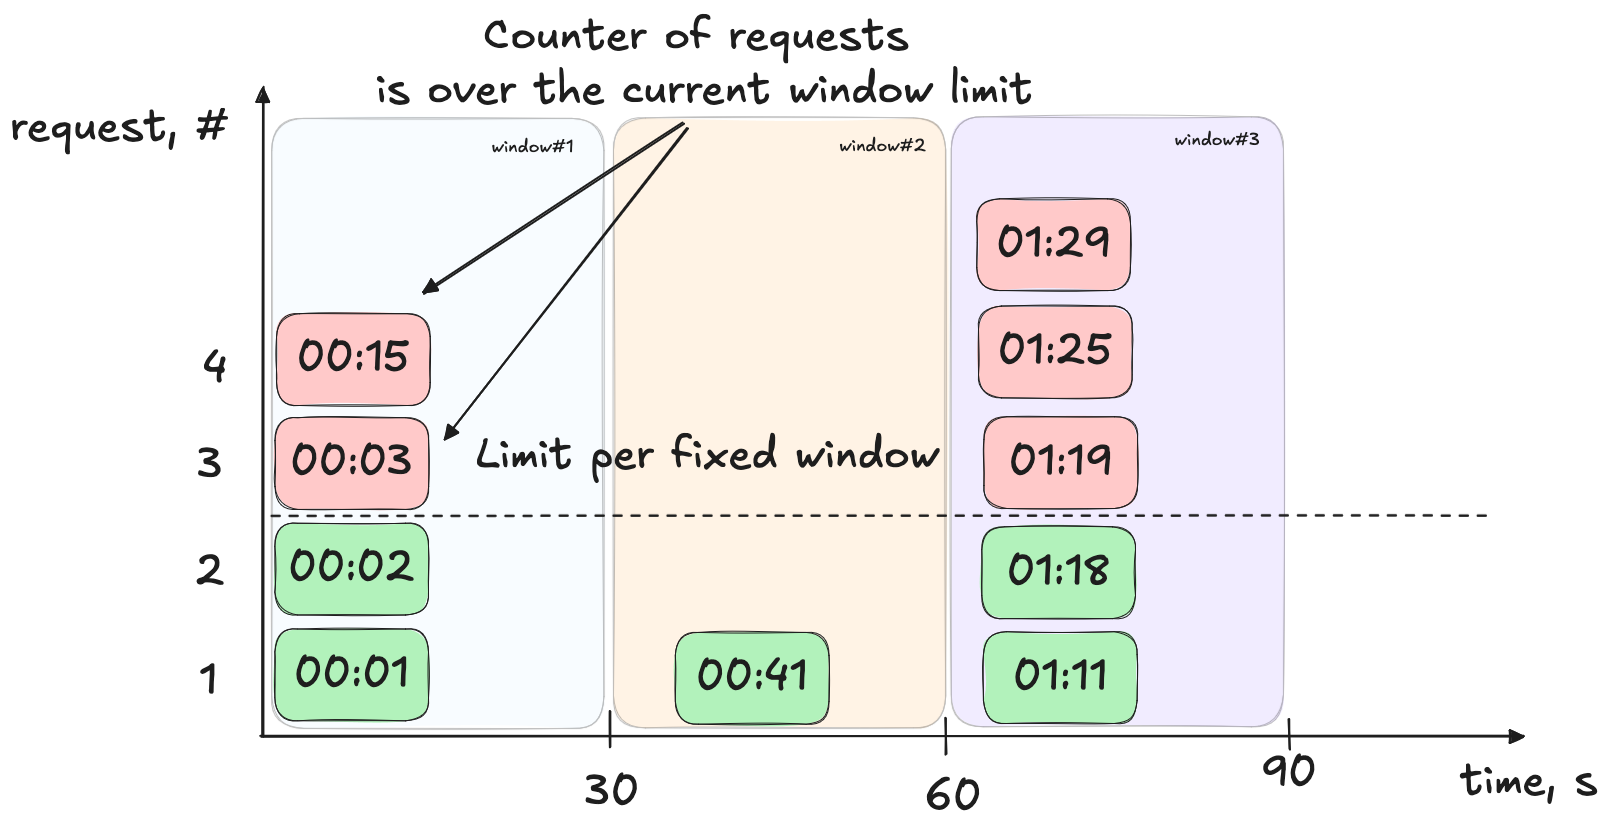 Counter of requests
is over the current window limit
request, #
window#1
window#2
window#3
01:29
4
00:15
01:25
3
00:03
Limit per fixed window
01:19
2
00:02
01:18
1
00:01
00:41
01:11
30
60
90
time, s